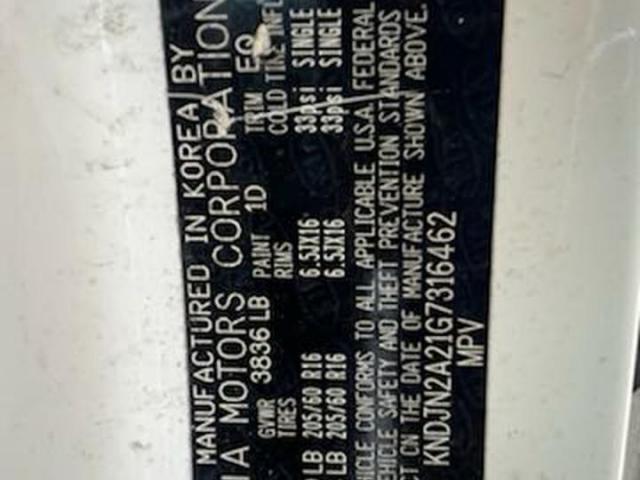 MANUFACTURED IN KOREA BY
IA MOTORS CORPORATION
GVWR 3836 LB PAINT 1D TRIM EQ
TIRES RIMS COLD TIRE INFL
LB 205/60 R16 6.5JX16 33psi SINGLE
LB 205/60 R16 6.5JX16 33psi SINGLE
HICLE CONFORMS TO ALL APPLICABLE U.S.A. FEDERAL
EHICLE SAFETY AND THEFT PREVENTION STANDARDS
CT ON THE DATE OF MANUFACTURE SHOWN ABOVE.
KNDJN2A21G7316462
MPV